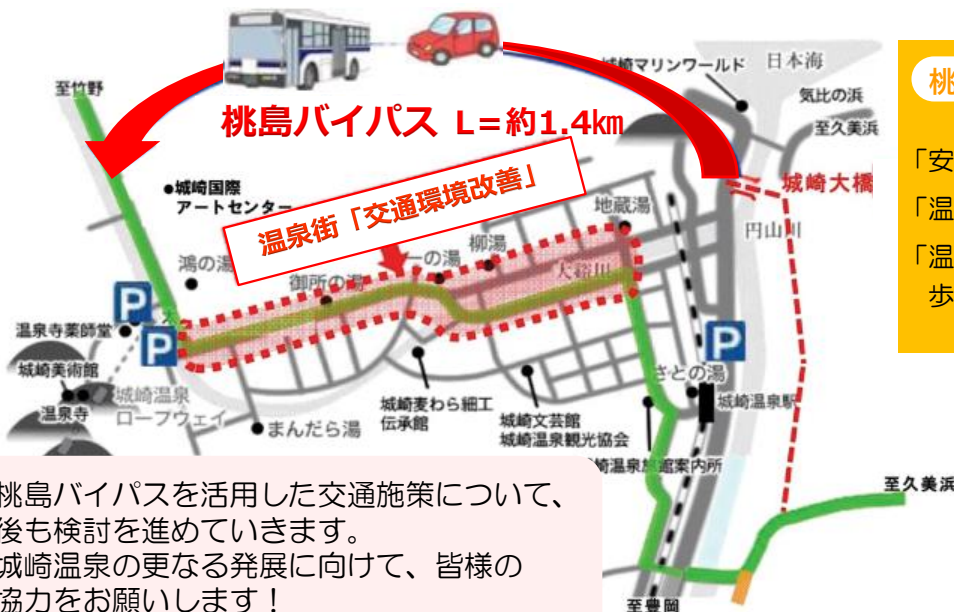 至竹野
桃島バイパス L=約1.4㎞
城崎マリンワールド
日本海
気比の浜
至久美浜
城崎大橋
円山川
●城崎国際
アートセンター
温泉街「交通環境改善」
地蔵湯
柳湯
一の湯
大谿川
鴻の湯
御所の湯
P
P
P
温泉寺薬師堂
城崎美術館
温泉寺
城崎温泉
ロープウェイ
まんだら湯
城崎麦わら細工
伝承館
城崎文芸館
城崎温泉観光協会
さとの湯
城崎温泉駅
崎温泉旅館案内所
至久美浜
至豊岡
桃島バイパスを活用した交通施策について、
後も検討を進めていきます。
城崎温泉の更なる発展に向けて、皆様の
協力をお願いします！
桃
「安
「温
「温
歩